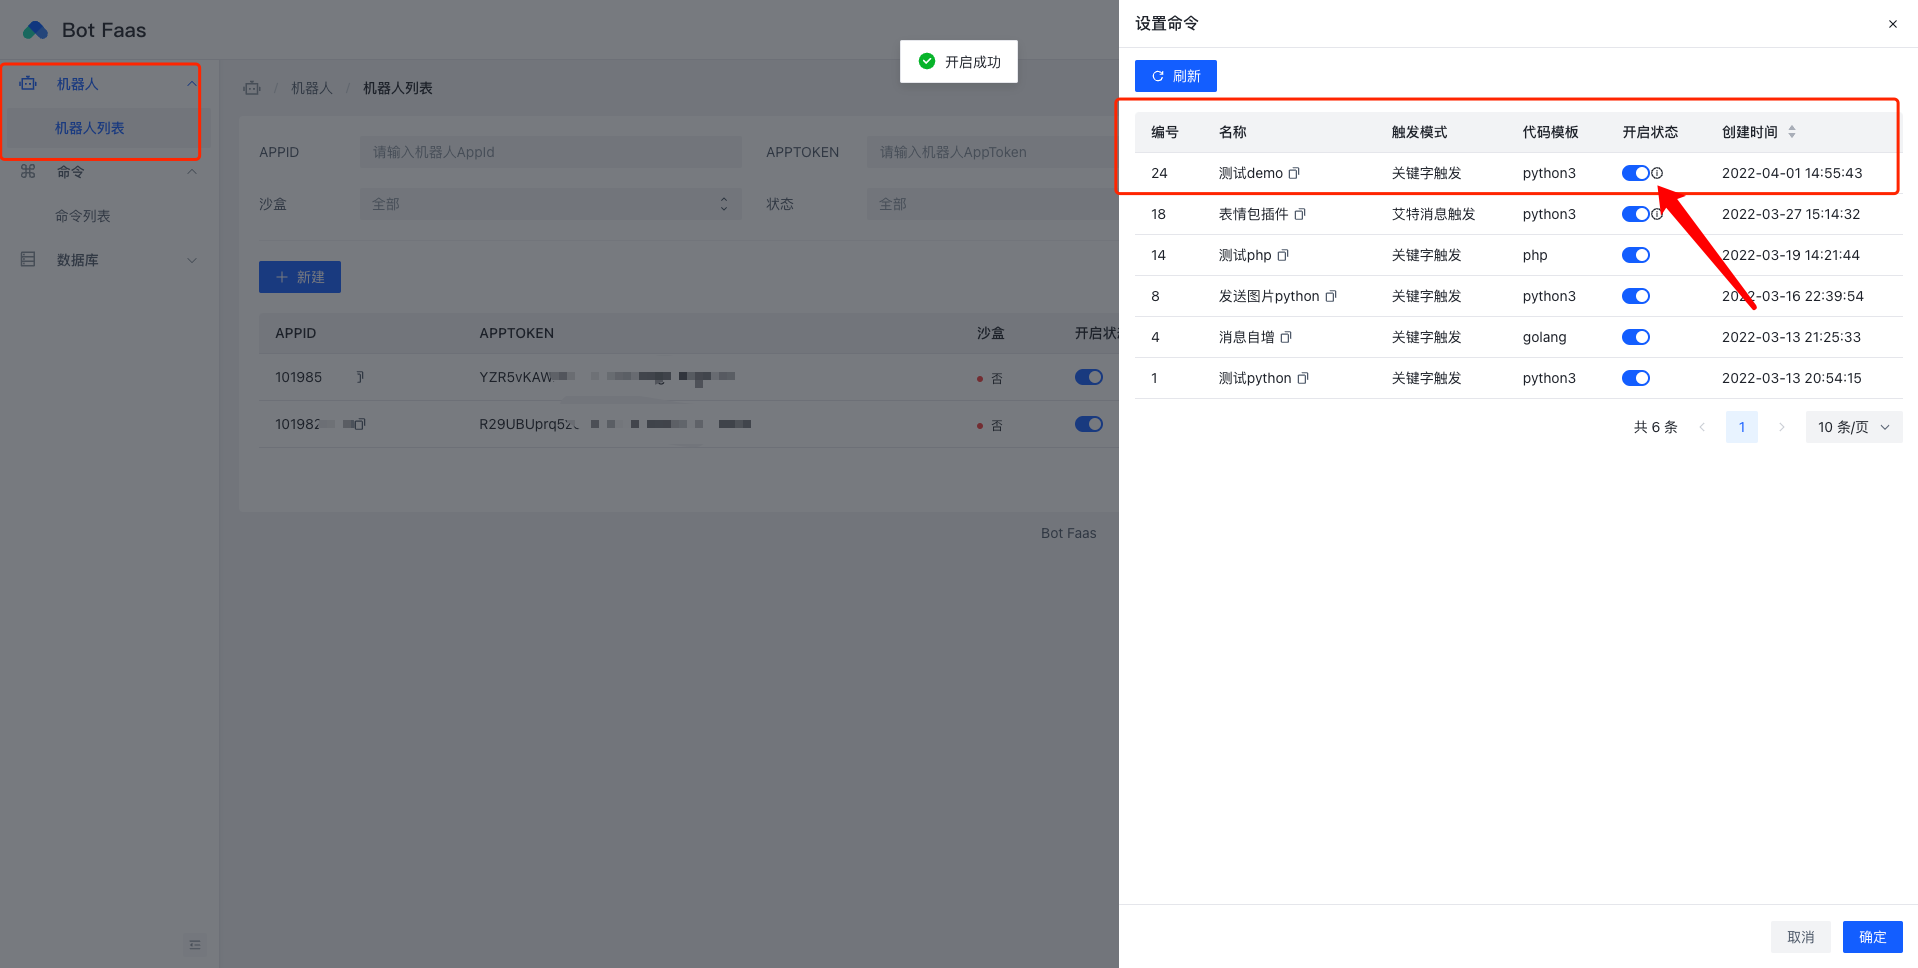 Bot Faas
机器人
机器人列表
命令
命令列表
数据库
机器人 / 机器人列表
开启成功
APPID 请输入机器人AppId APPTOKEN 请输入机器人AppToken
沙盒 全部 状态 全部
新建
APPID APPTOKEN 沙盒 开启状
101985 YZR5vKAW 否
101982 R29UBUprq5z 否
Bot Faas
设置命令
刷新
编号 名称 触发模式 代码模板 开启状态 创建时间
24 测试demo 关键字触发 python3 2022-04-01 14:55:43
18 表情包插件 艾特消息触发 python3 2022-03-27 15:14:32
14 测试php 关键字触发 php 2022-03-19 14:21:44
8 发送图片python 关键字触发 python3 2022-03-16 22:39:54
4 消息自增 关键字触发 golang 2022-03-13 21:25:33
1 测试python 关键字触发 python3 2022-03-13 20:54:15
共 6 条 1 10 条/页
取消 确定